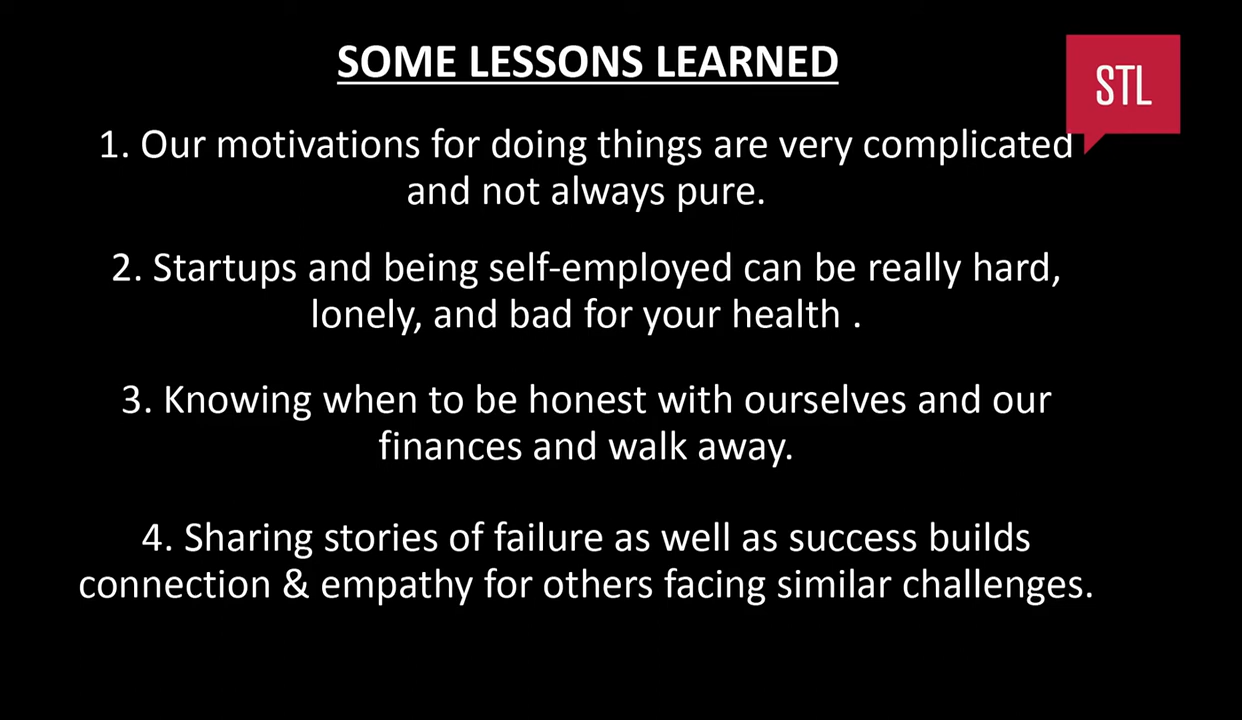 SOME LESSONS LEARNED
STL
1. Our motivations for doing things are very complicated
and not always pure.
2. Startups and being self-employed can be really hard,
lonely, and bad for your health .
3. Knowing when to be honest with ourselves and our
finances and walk away.
4. Sharing stories of failure as well as success builds
connection & empathy for others facing similar challenges.